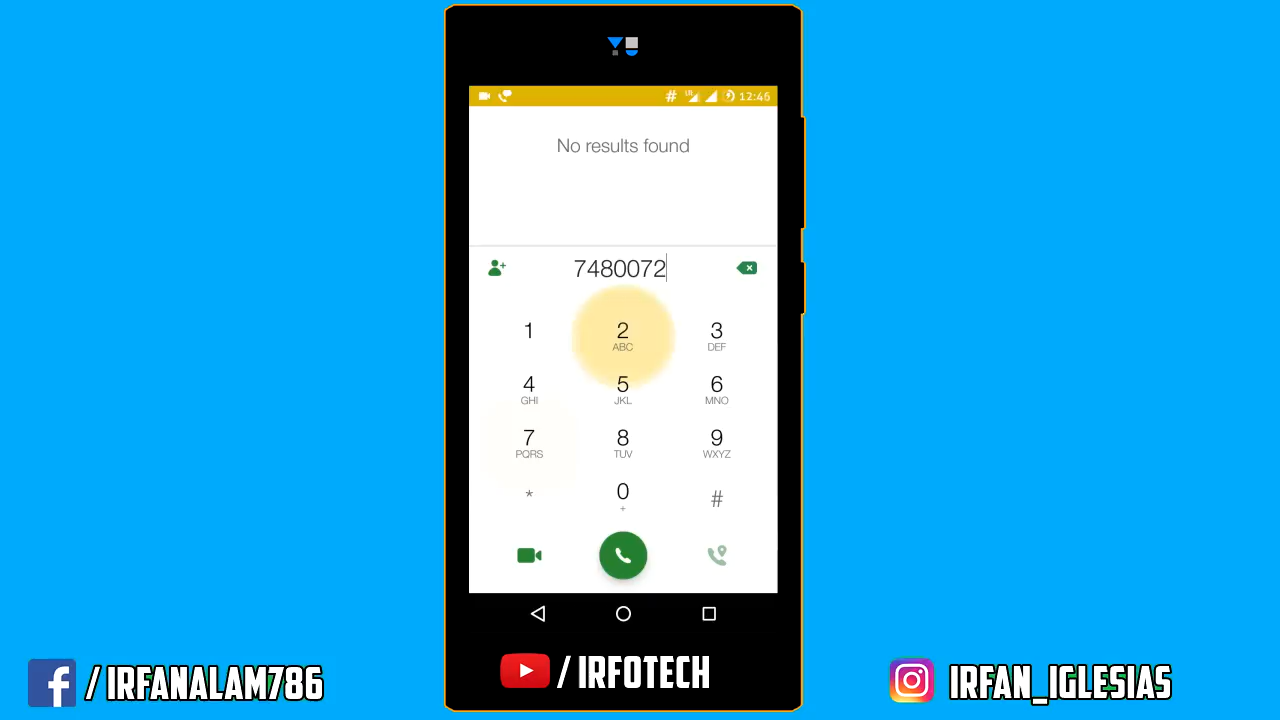 12:46
No results found
7480072
1
2
ABC
3
DEF
4
GHI
5
JKL
6
MNO
7
PQRS
8
TUV
9
WXYZ
*
0
+
#
/ IRFANALAM786
/ IRFOTECH
IRFAN_IGLESIAS